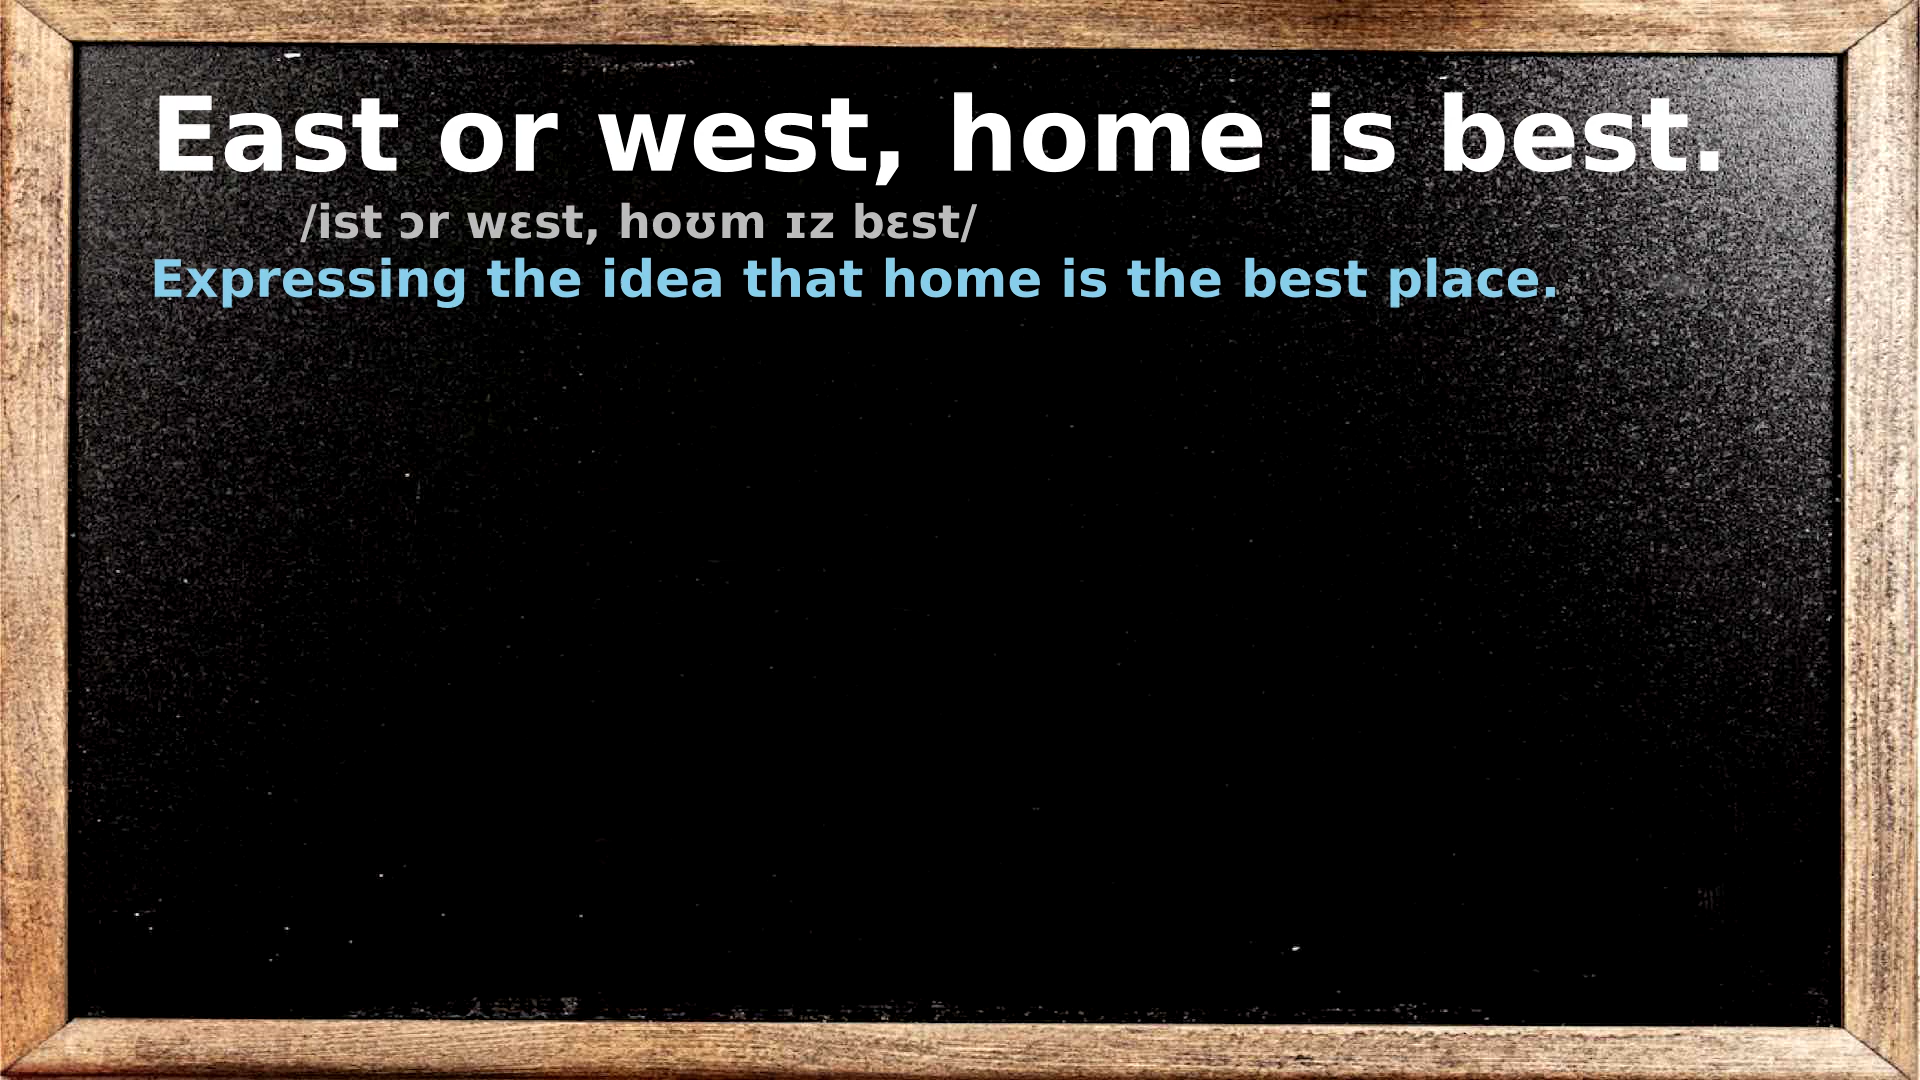 East or west, home is best.
/ist ɔr wɛst, hoʊm ɪz bɛst/
Expressing the idea that home is the best place.